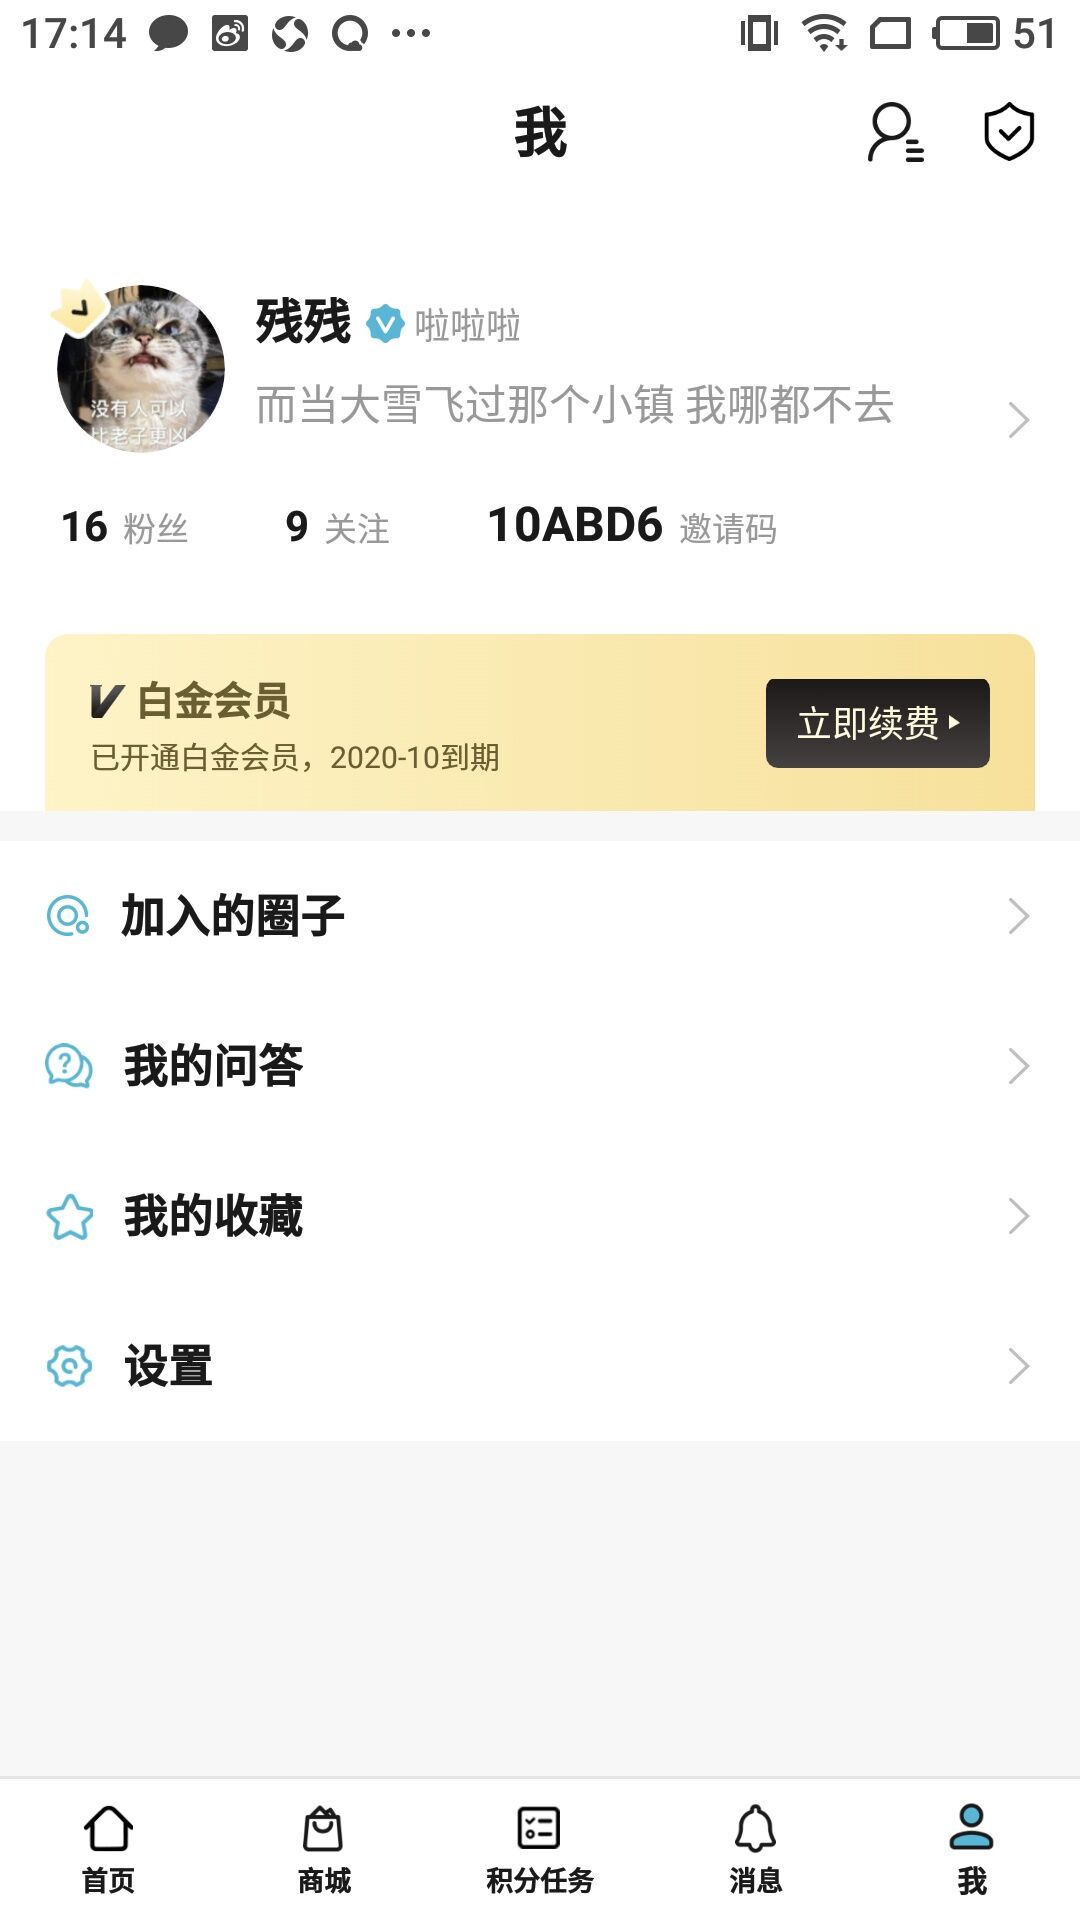 17:14
51
我
残残 啦啦啦
而当大雪飞过那个小镇 我哪都不去
没有人可以
比老子更凶
16 粉丝 9 关注 10ABD6 邀请码
白金会员
已开通白金会员，2020-10到期
立即续费
加入的圈子
我的问答
我的收藏
设置
首页 商城 积分任务 消息 我